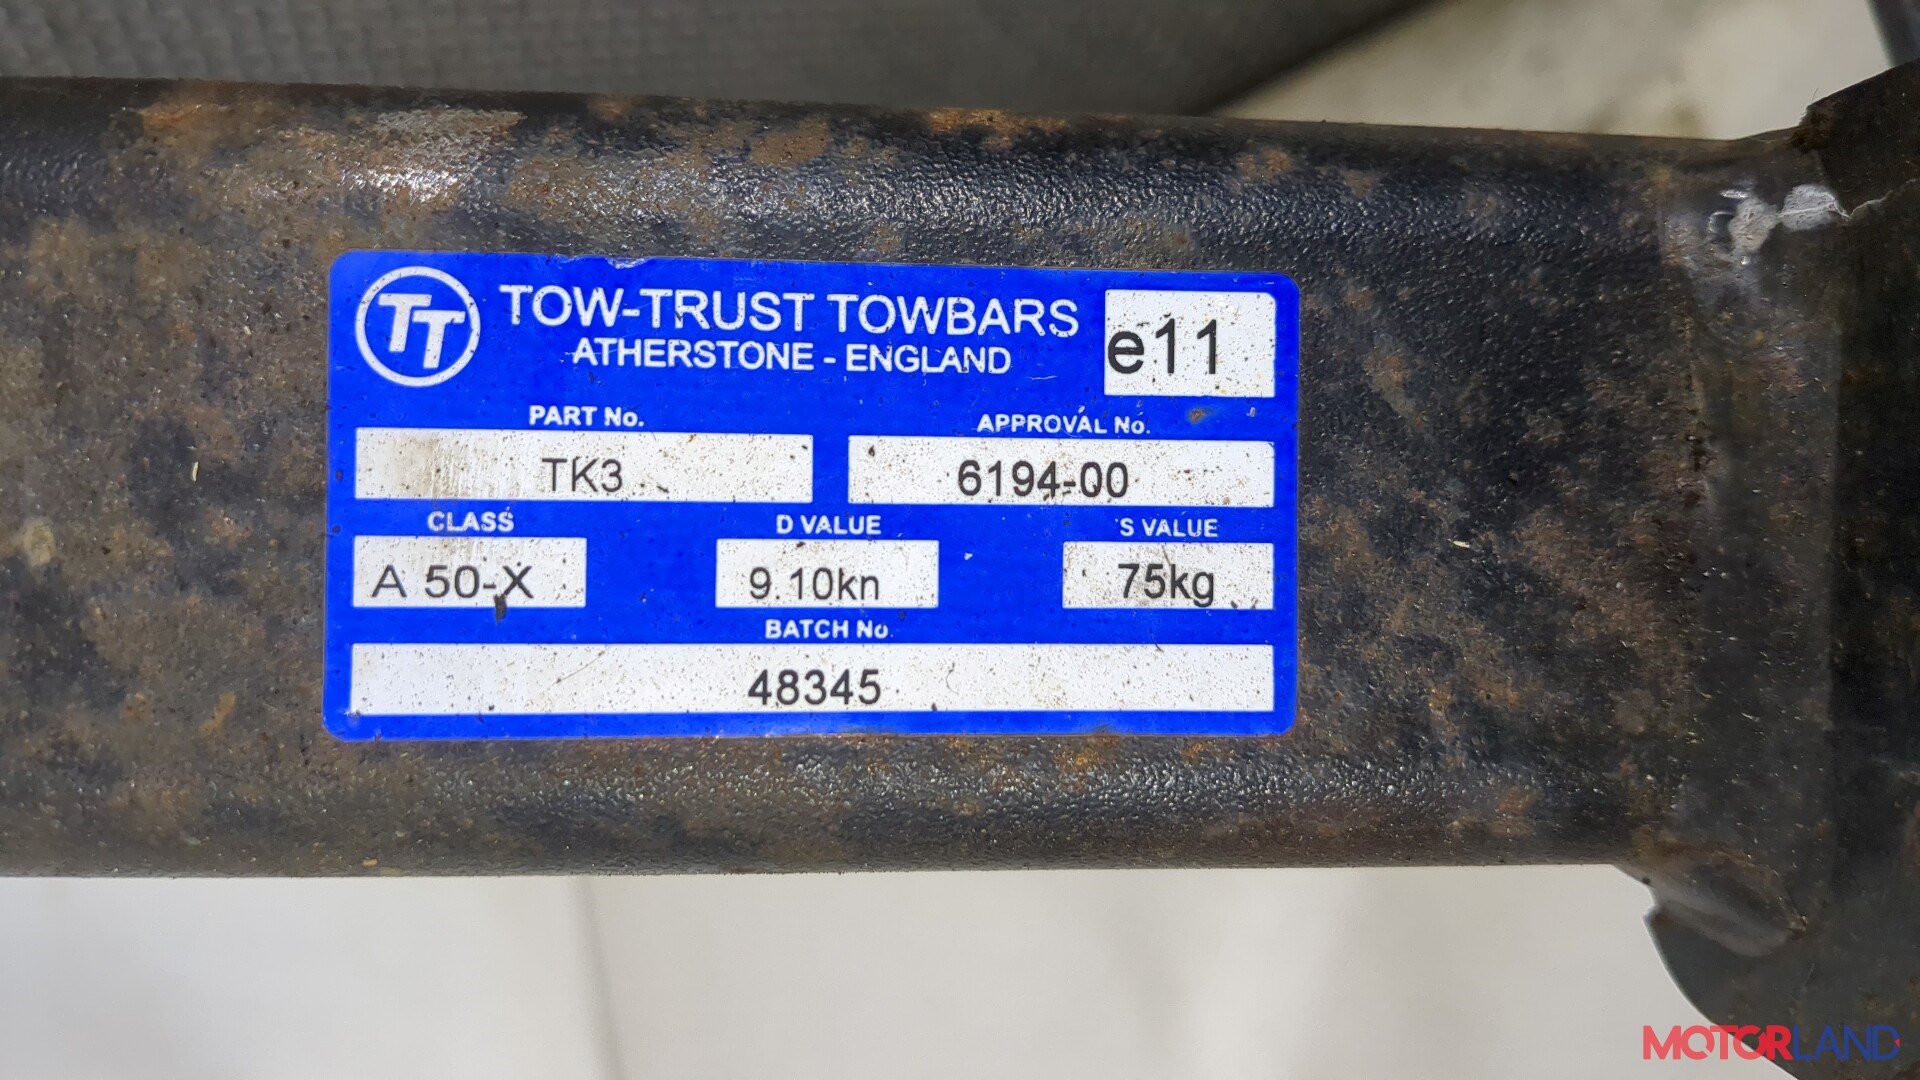 TT
TOW-TRUST TOWBARS
ATHERSTONE - ENGLAND
e11
PART No.
APPROVAL No.
TK3
6194-00
CLASS
D VALUE
S VALUE
A 50-X
9.10kn
75kg
BATCH No.
48345
MOTORLAND